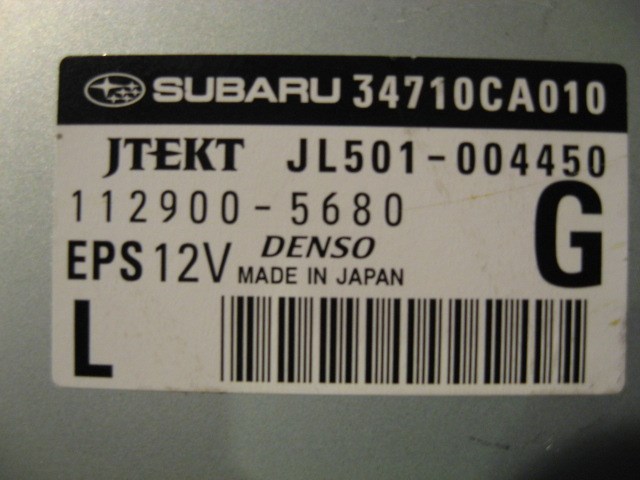 SUBARU 34710CA010
JTEKT JL501-004450
112900-5680
G
EPS 12V DENSO
MADE IN JAPAN
L